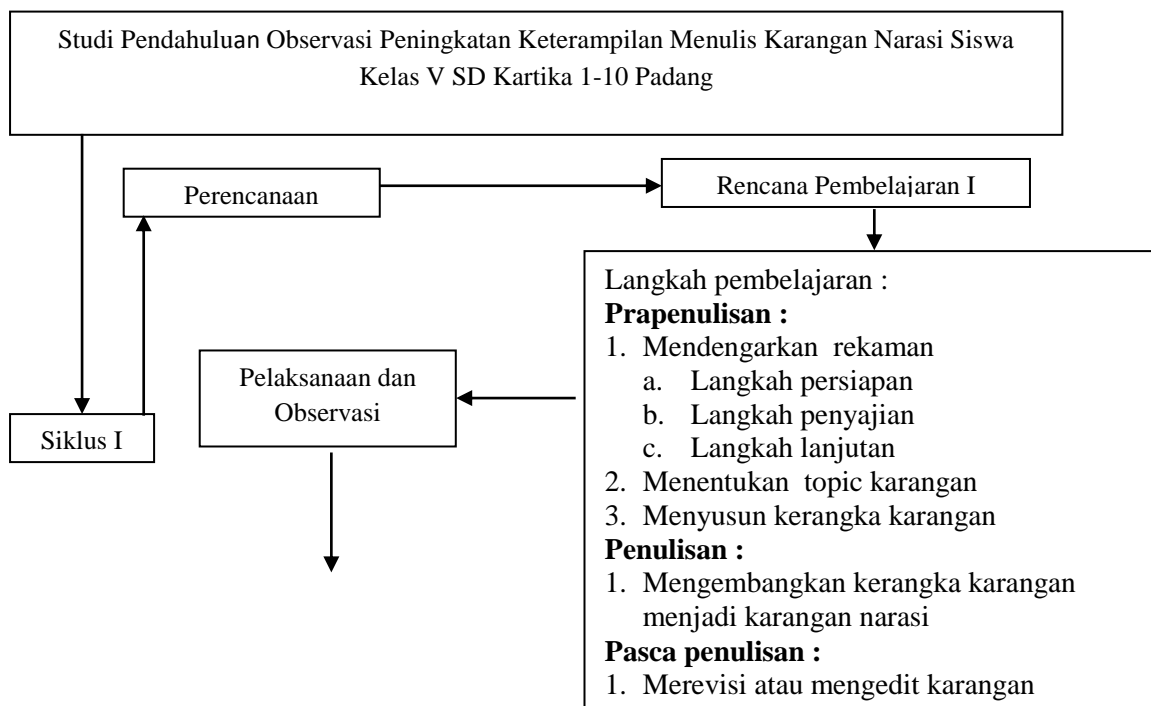 Studi Pendahuluan Observasi Peningkatan Keterampilan Menulis Karangan Narasi Siswa
Kelas V SD Kartika 1-10 Padang
Perencanaan
Rencana Pembelajaran I
Langkah pembelajaran :
Prapenulisan :
1. Mendengarkan rekaman
a. Langkah persiapan
b. Langkah penyajian
c. Langkah lanjutan
2. Menentukan topic karangan
3. Menyusun kerangka karangan
Penulisan :
1. Mengembangkan kerangka karangan
menjadi karangan narasi
Pasca penulisan :
1. Merevisi atau mengedit karangan
Pelaksanaan dan
Observasi
Siklus I